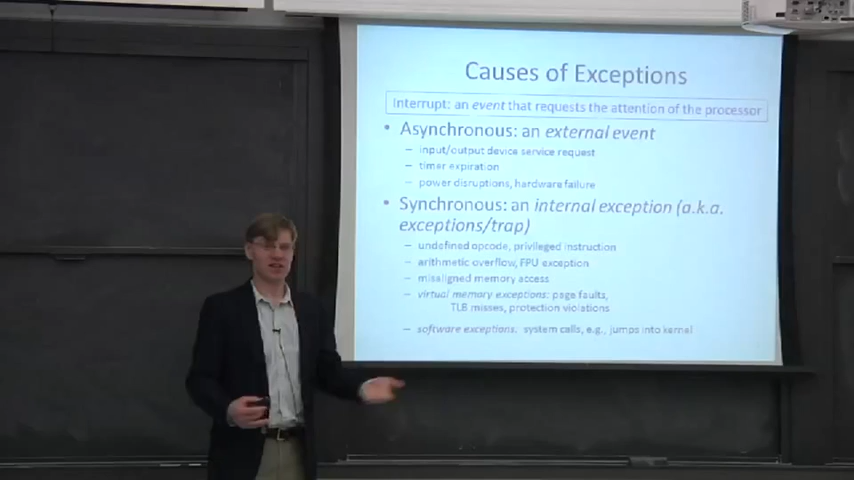 Causes of Exceptions
Interrupt: an event that requests the attention of the processor
• Asynchronous: an external event
– input/output device service request
– timer expiration
– power disruptions, hardware failure
• Synchronous: an internal exception (a.k.a.
exceptions/trap)
– undefined opcode, privileged instruction
– arithmetic overflow, FPU exception
– misaligned memory access
– virtual memory exceptions: page faults,
TLB misses, protection violations
– software exceptions: system calls, e.g., jumps into kernel